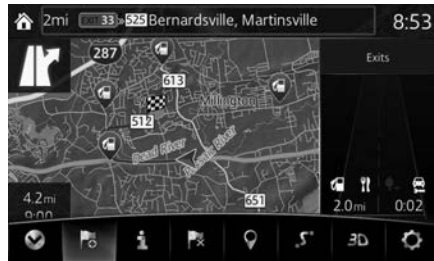 2mi EXIT 33 » 525 Bernardsville, Martinsville 8:53
Exits
287
613
Millington
512
Dead River
Passaic River
651
4.2mi
9:00
2.0mi 0:02
3D